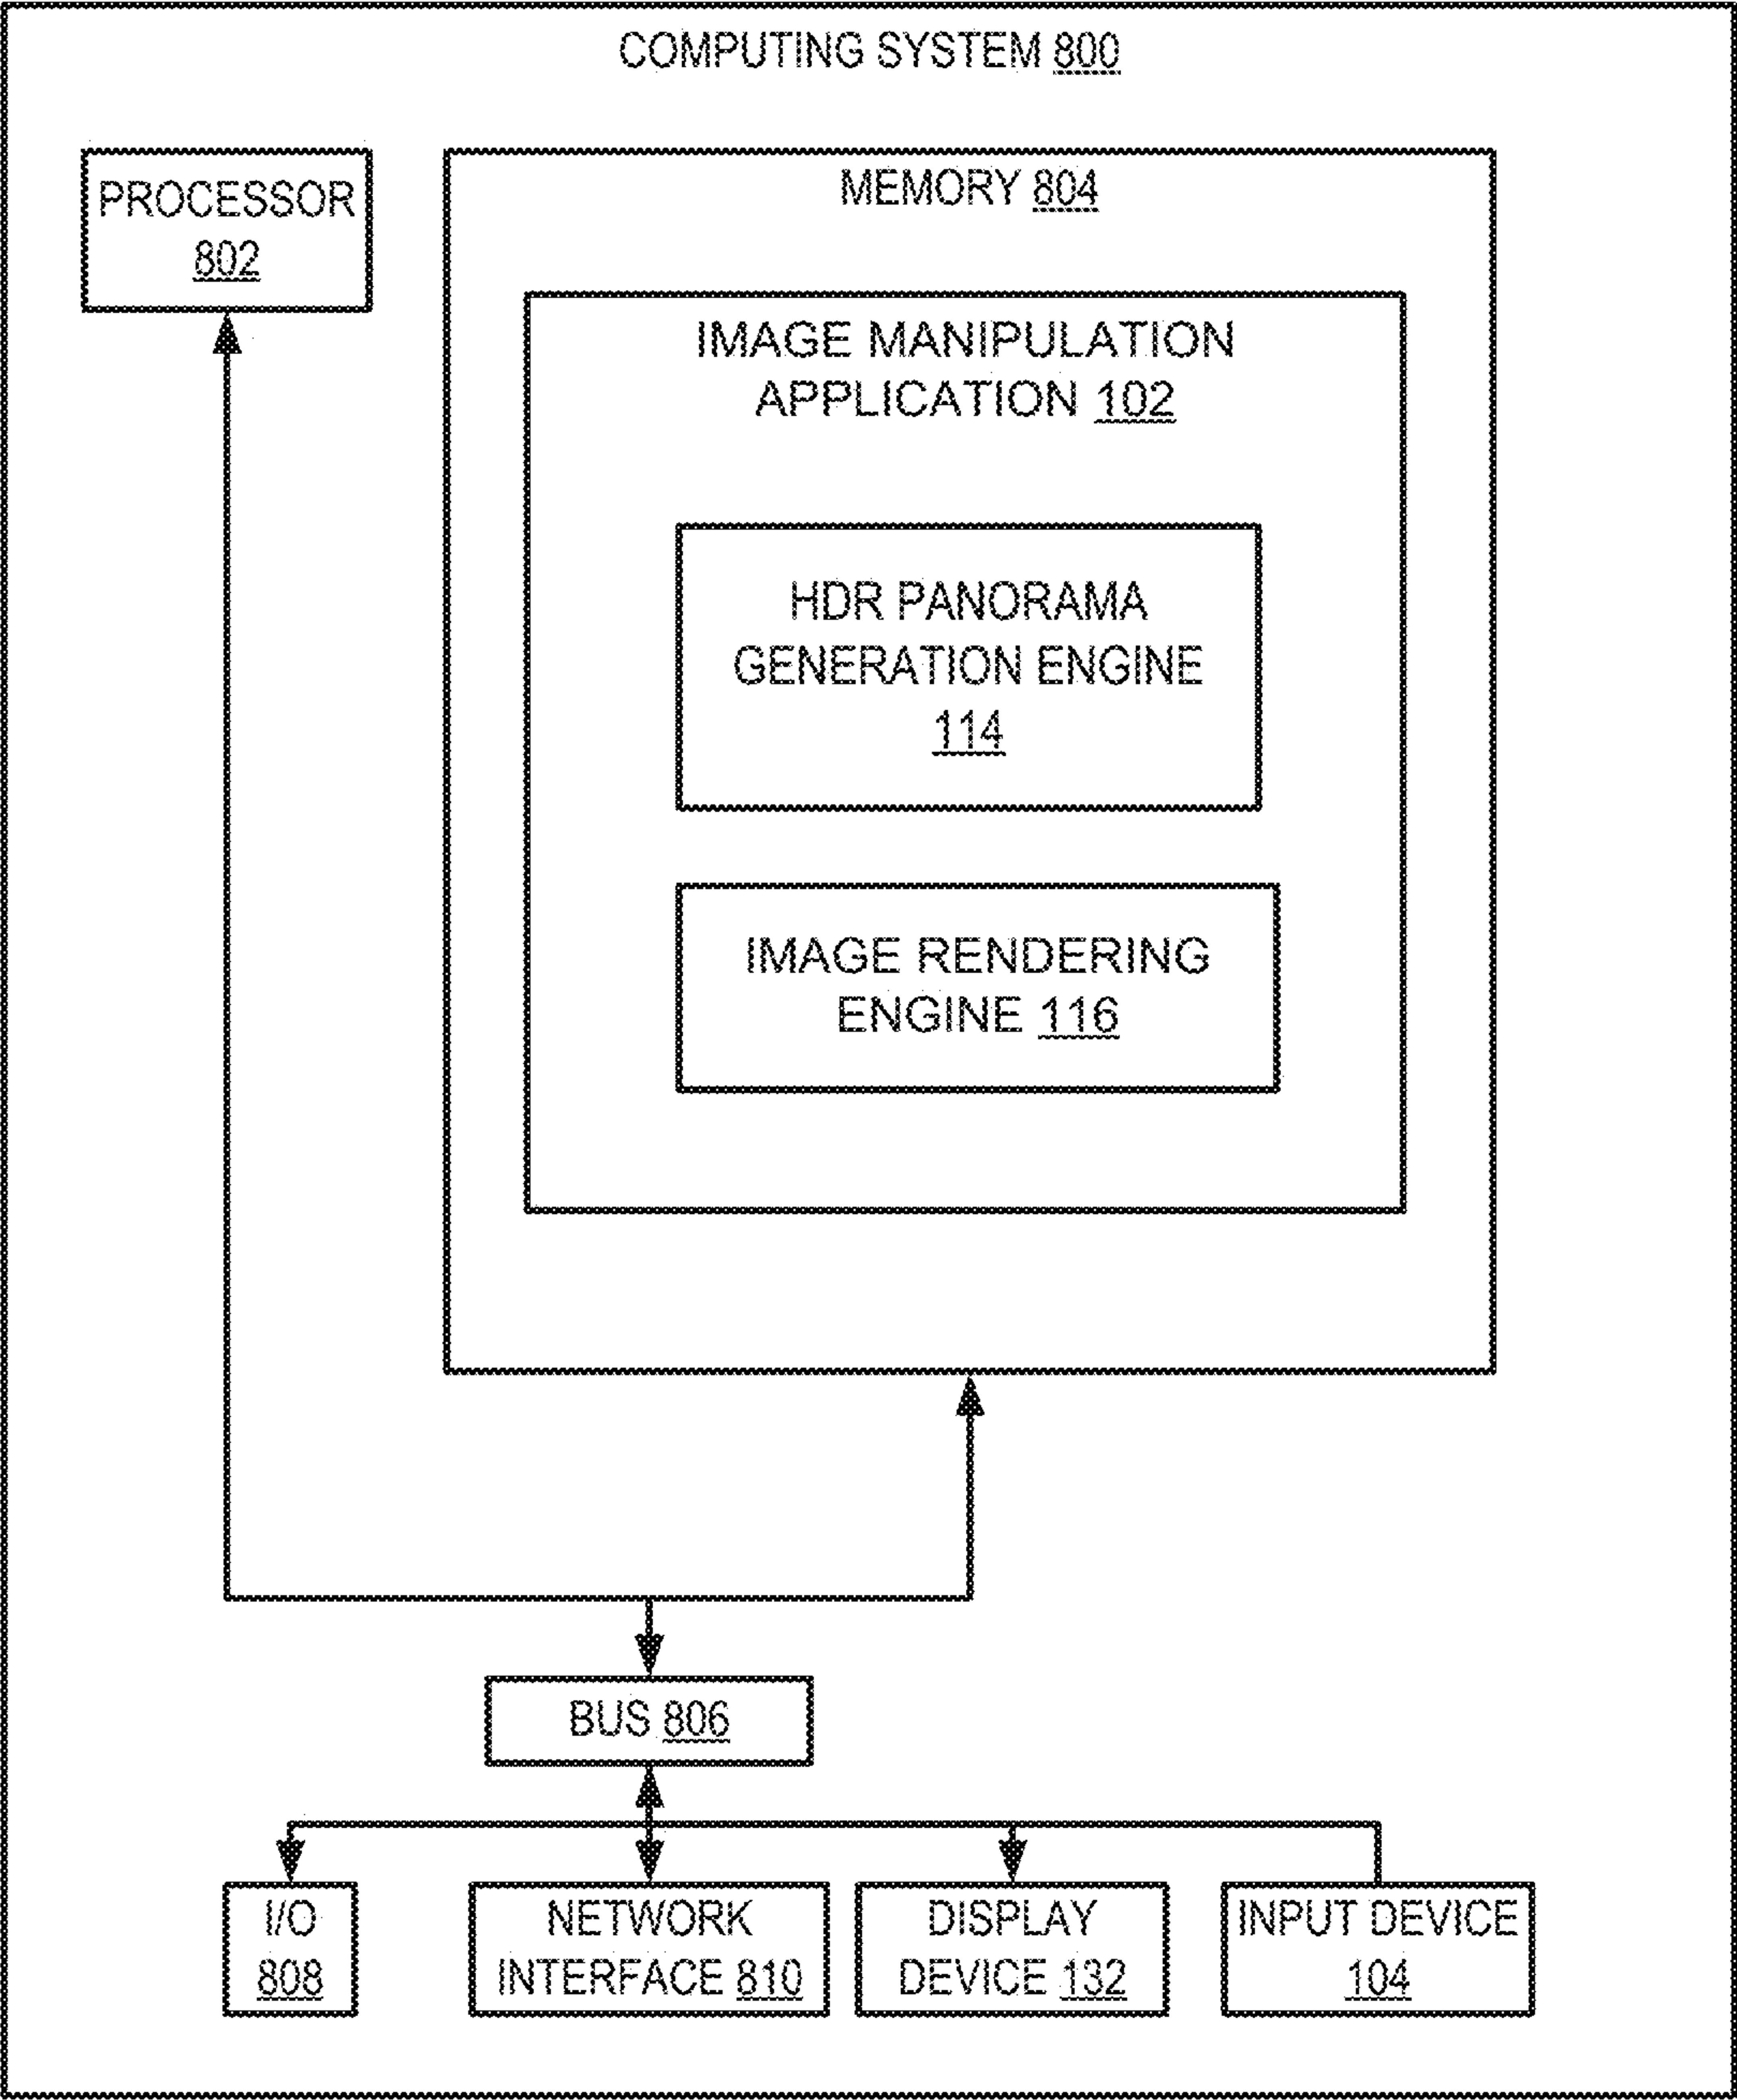 COMPUTING SYSTEM 800
PROCESSOR
802
MEMORY 804
IMAGE MANIPULATION
APPLICATION 102
HDR PANORAMA
GENERATION ENGINE
114
IMAGE RENDERING
ENGINE 116
BUS 806
I/O
808
NETWORK
INTERFACE 810
DISPLAY
DEVICE 132
INPUT DEVICE
104